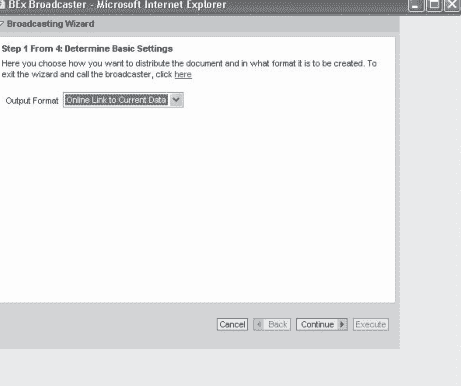 BEx Broadcaster - Microsoft Internet Explorer
Broadcasting Wizard
Step 1 From 4: Determine Basic Settings
Here you choose how you want to distribute the document and in what format it is to be created. To
exit the wizard and call the broadcaster, click here
Output Format Online Link to Current Data
Cancel Back Continue Execute